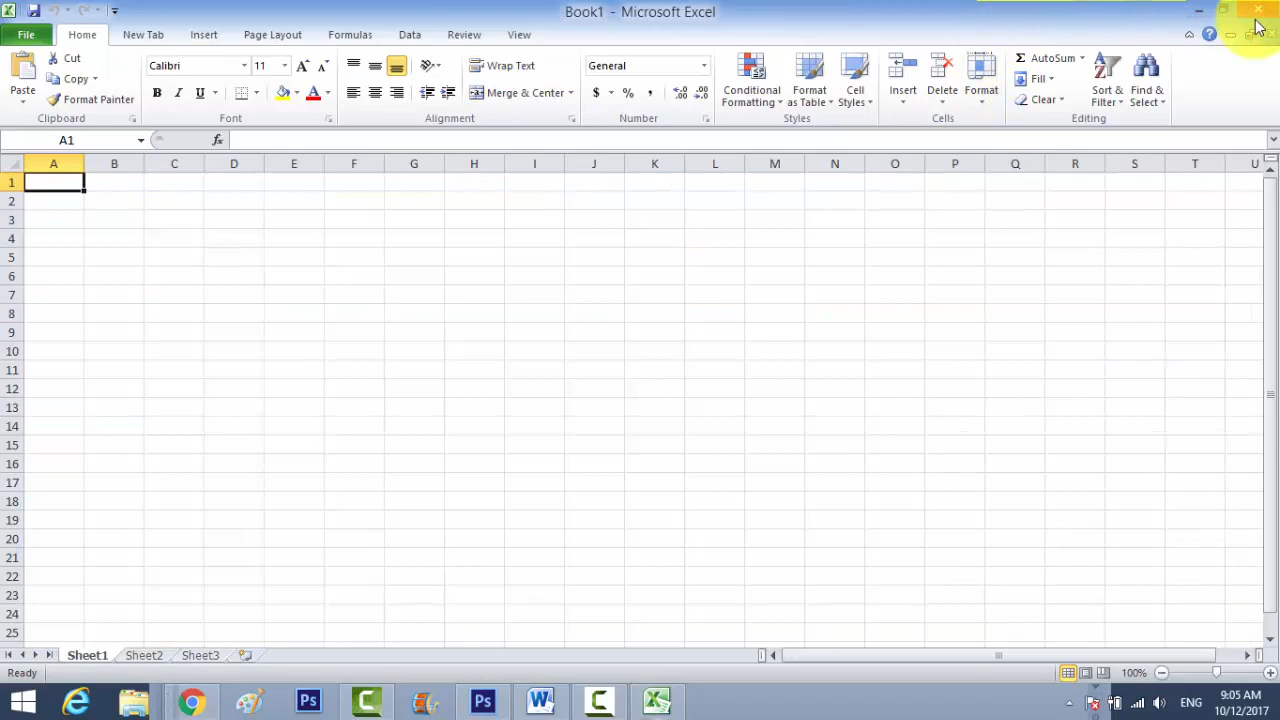 Book1 - Microsoft Excel
File Home New Tab Insert Page Layout Formulas Data Review View
Paste
Cut
Copy
Format Painter
Clipboard
Calibri 11
B I U
Font
Wrap Text
Merge & Center
Alignment
General
$ % ,
Number
Conditional Formatting
Format as Table
Cell Styles
Styles
Insert Delete Format
Cells
AutoSum
Fill
Clear
Sort & Filter
Find & Select
Editing
A1 fx
A B C D E F G H I J K L M N O P Q R S T U
1
2
3
4
5
6
7
8
9
10
11
12
13
14
15
16
17
18
19
20
21
22
23
24
25
Sheet1 Sheet2 Sheet3
Ready 100%
ENG
9:05 AM
10/12/2017